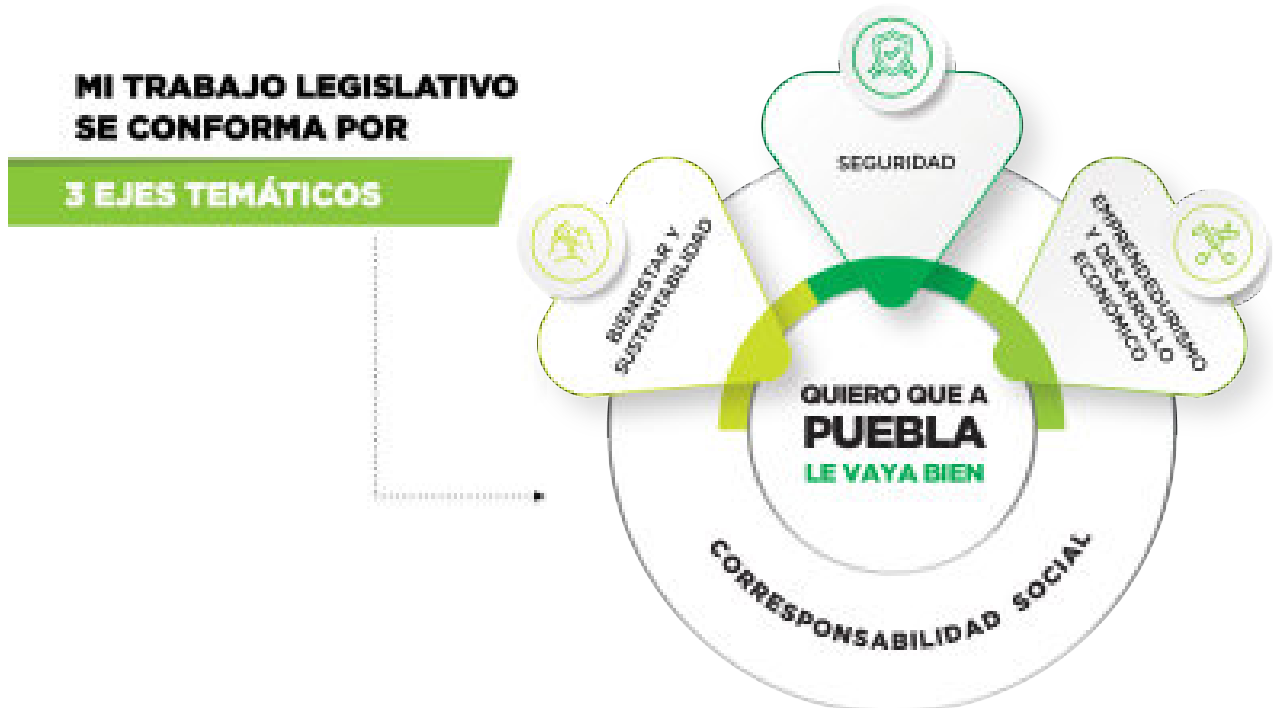 MI TRABAJO LEGISLATIVO
SE CONFORMA POR
3 EJES TEMÁTICOS
BIENESTAR Y
SUSTENTABILIDAD
SEGURIDAD
EMPRENDEDURISMO
Y DESARROLLO
ECONÓMICO
QUIERO QUE A
PUEBLA
LE VAYA BIEN
CORRESPONSABILIDAD SOCIAL